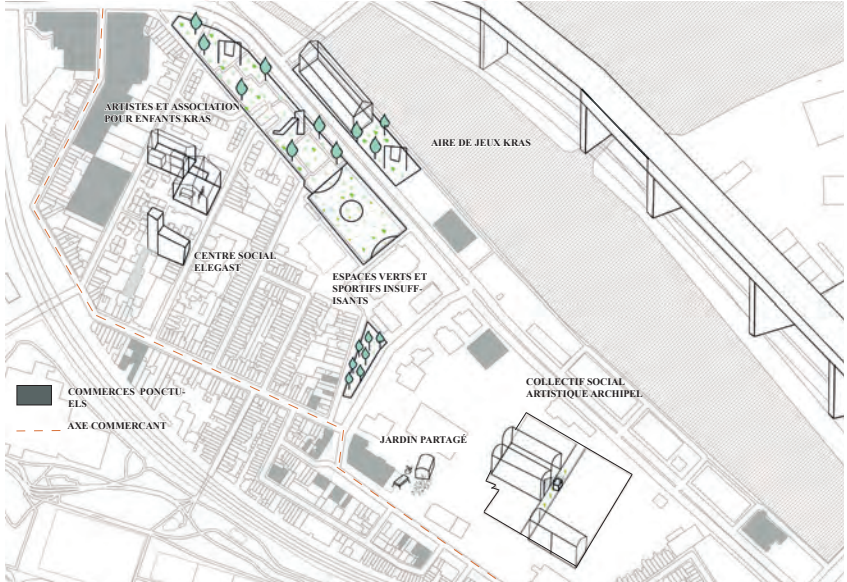 ARTISTES ET ASSOCIATION
POUR ENFANTS KRAS
AIRE DE JEUX KRAS
CENTRE SOCIAL
ELEGAST
ESPACES VERTS ET
SPORTIFS INSUFF-
ISANTS
COLLECTIF SOCIAL
ARTISTIQUE ARCHIPEL
COMMERCES PONCTU-
ELS
AXE COMMERCANT
JARDIN PARTAGÉ